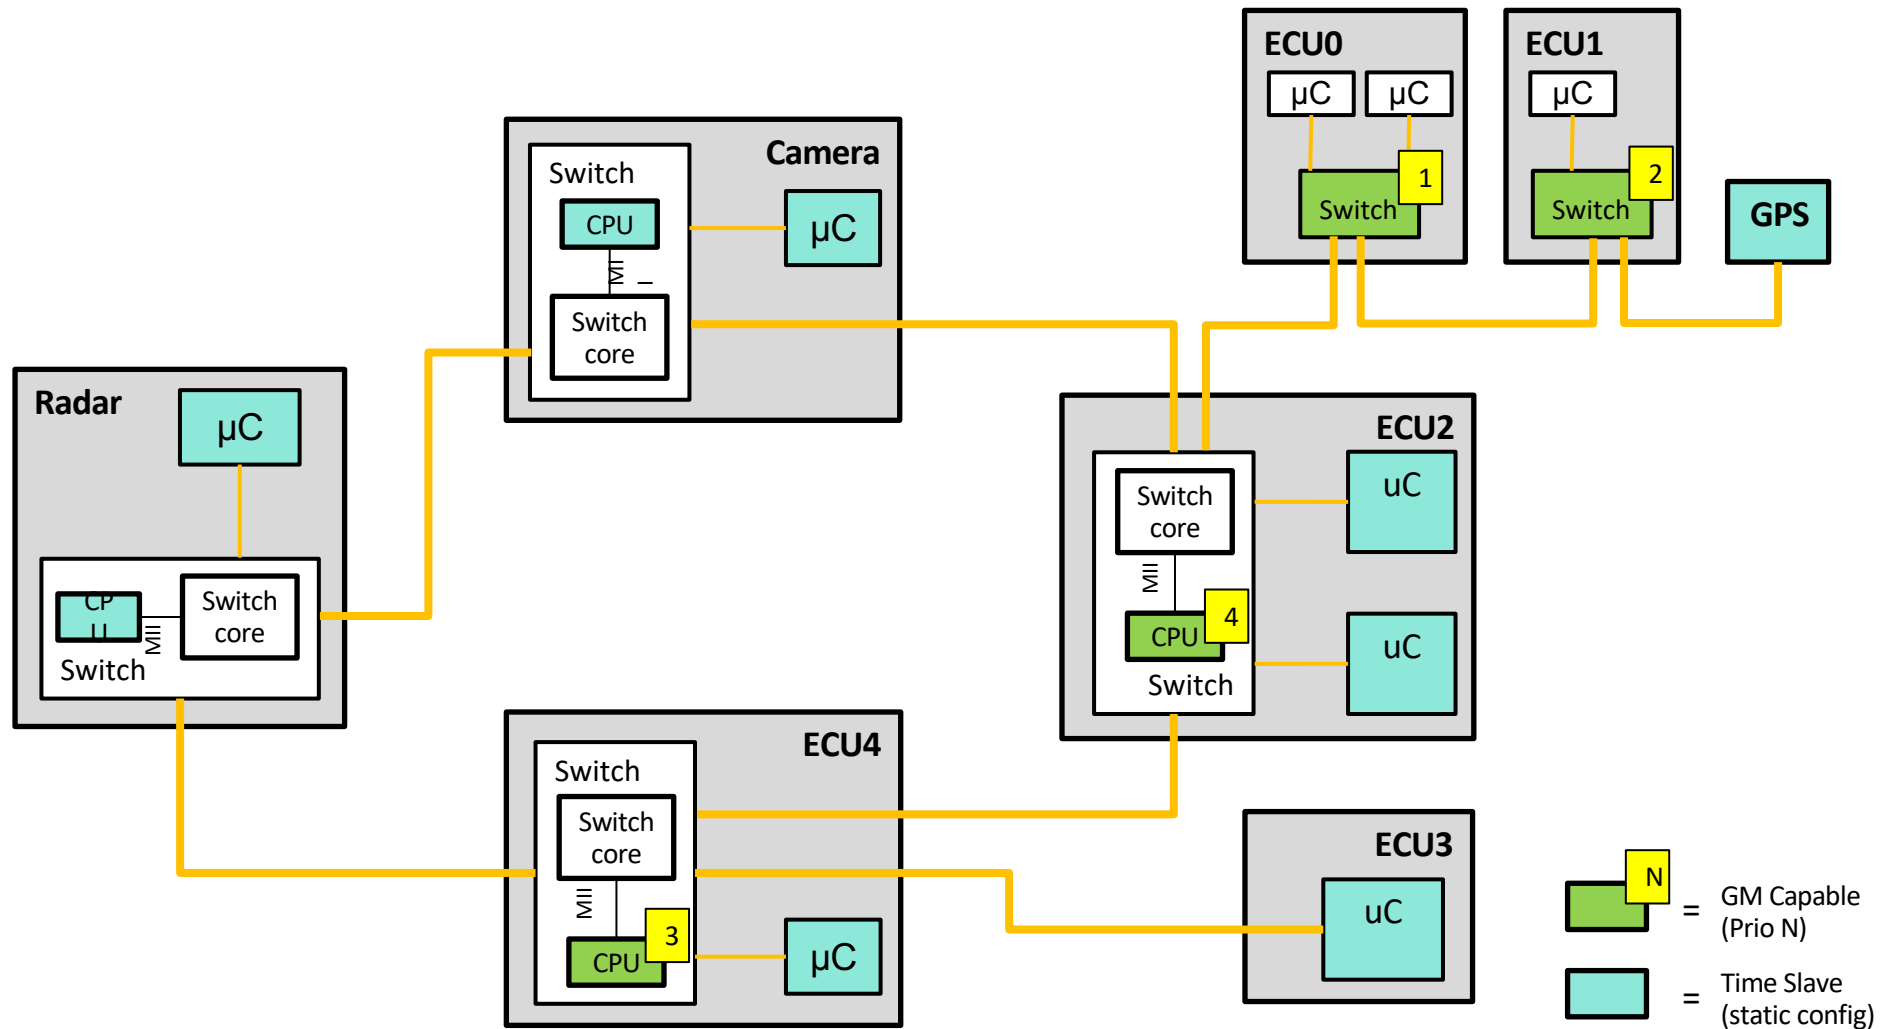 ECU0
µC
µC
1
Switch
ECU1
µC
2
Switch
GPS
Camera
Switch
CPU
MII
Switch
core
µC
Radar
µC
CPU
MII
Switch
core
Switch
ECU2
Switch
core
MII
4
CPU
Switch
uC
uC
ECU4
Switch
Switch
core
MII
3
CPU
µC
ECU3
uC
N
= GM Capable
(Prio N)
= Time Slave
(static config)